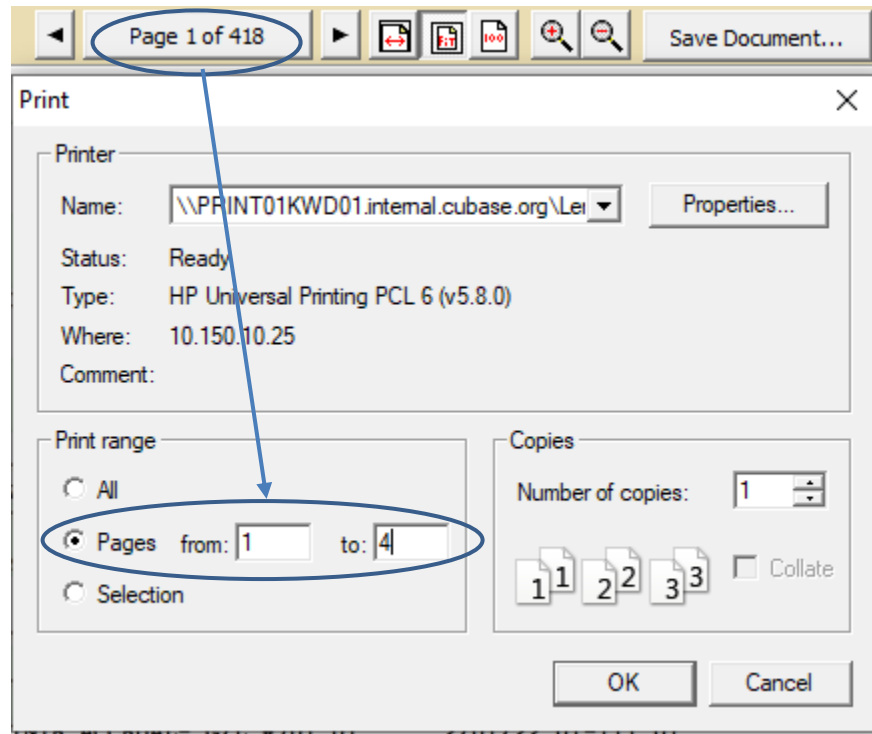 Page 1 of 418 Save Document...
Print
Printer
Name: \\PRINT01KWD01.internal.cubase.org\Ler Properties...
Status: Ready
Type: HP Universal Printing PCL 6 (v5.8.0)
Where: 10.150.10.25
Comment:
Print range
All
Pages from: 1 to: 4
Selection
Copies
Number of copies: 1
1 1 2 2 3 3 Collate
OK Cancel